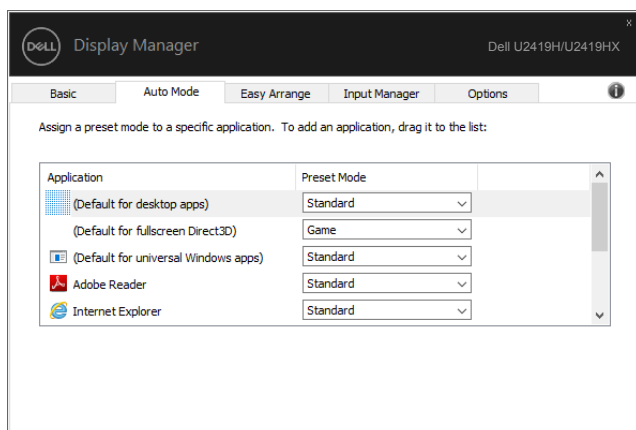 DELL Display Manager Dell U2419H/U2419HX
Basic Auto Mode Easy Arrange Input Manager Options
Assign a preset mode to a specific application. To add an application, drag it to the list:
Application Preset Mode
(Default for desktop apps) Standard
(Default for fullscreen Direct3D) Game
(Default for universal Windows apps) Standard
Adobe Reader Standard
Internet Explorer Standard